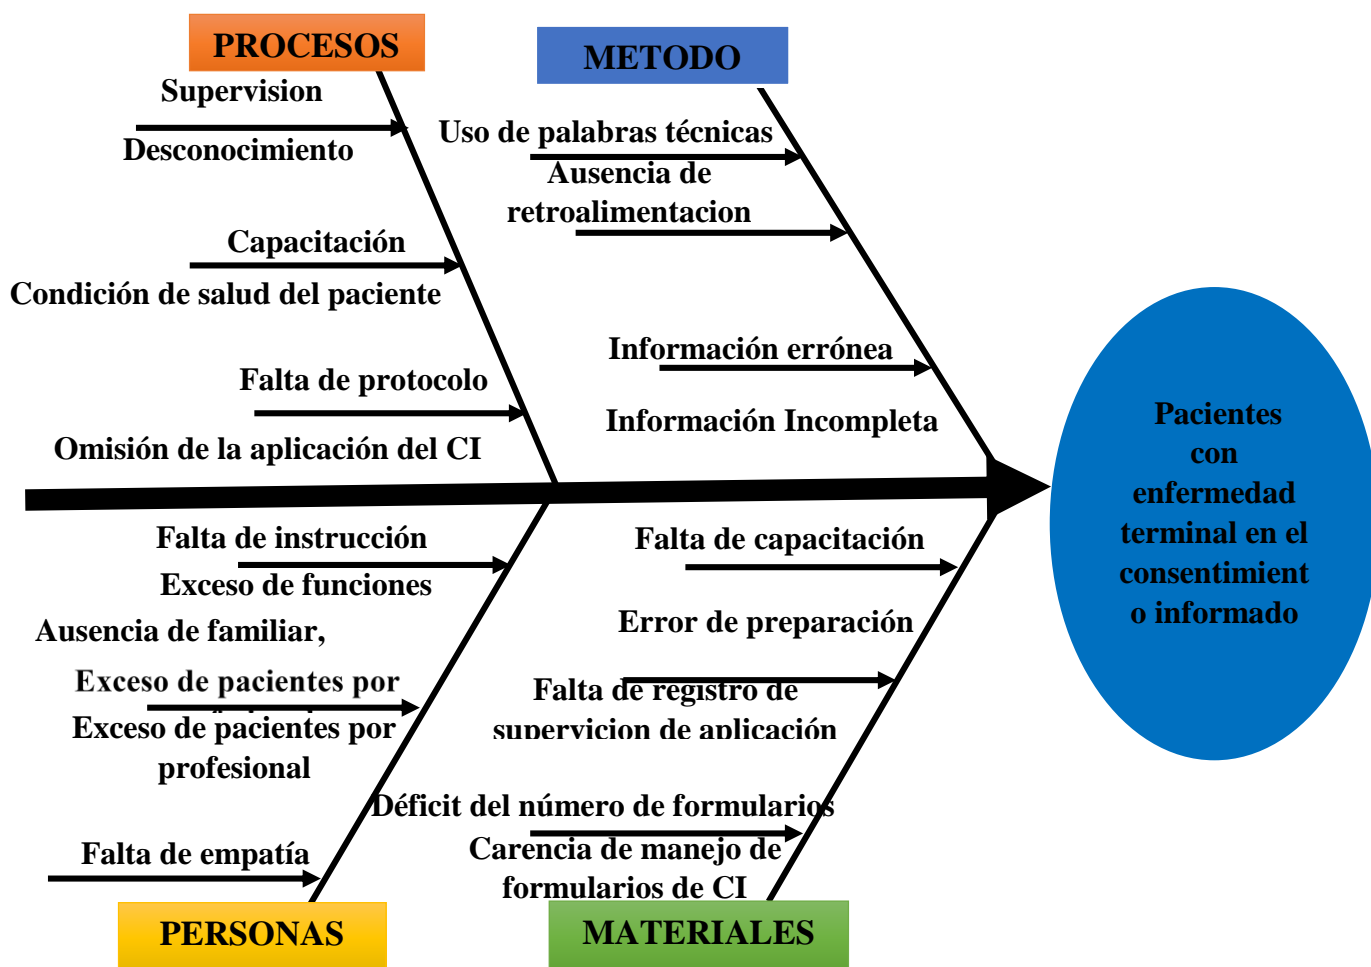 PROCESOS
Supervision
Desconocimiento
Capacitación
Condición de salud del paciente
Falta de protocolo
Omisión de la aplicación del CI
METODO
Uso de palabras técnicas
Ausencia de
retroalimentacion
Información errónea
Información Incompleta
Pacientes
con
enfermedad
terminal en el
consentimient
o informado
Falta de instrucción
Exceso de funciones
Ausencia de familiar,
Exceso de pacientes por
Exceso de pacientes por
profesional
Falta de empatía
PERSONAS
Falta de capacitación
Error de preparación
Falta de registro de
supervicion de aplicación
Déficit del número de formularios
Carencia de manejo de
formularios de CI
MATERIALES